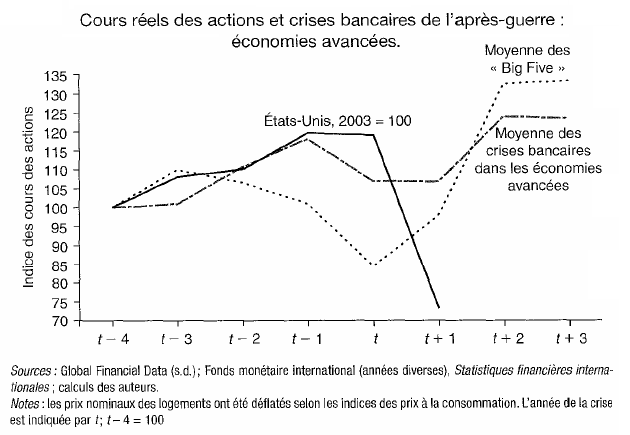 Cours réels des actions et crises bancaires de l'après-guerre :
économies avancées.
Moyenne des
« Big Five »
États-Unis, 2003 = 100
Moyenne des
crises bancaires
dans les économies
avancées
Indice des cours des actions
135
130
125
120
115
110
105
100
95
90
85
80
75
70
t – 4
t – 3
t – 2
t – 1
t
t + 1
t + 2
t + 3
Sources : Global Financial Data (s.d.) ; Fonds monétaire international (années diverses), Statistiques financières interna-
tionales ; calculs des auteurs.
Notes : les prix nominaux des logements ont été déflatés selon les indices des prix à la consommation. L'année de la crise
est indiquée par t; t – 4 = 100